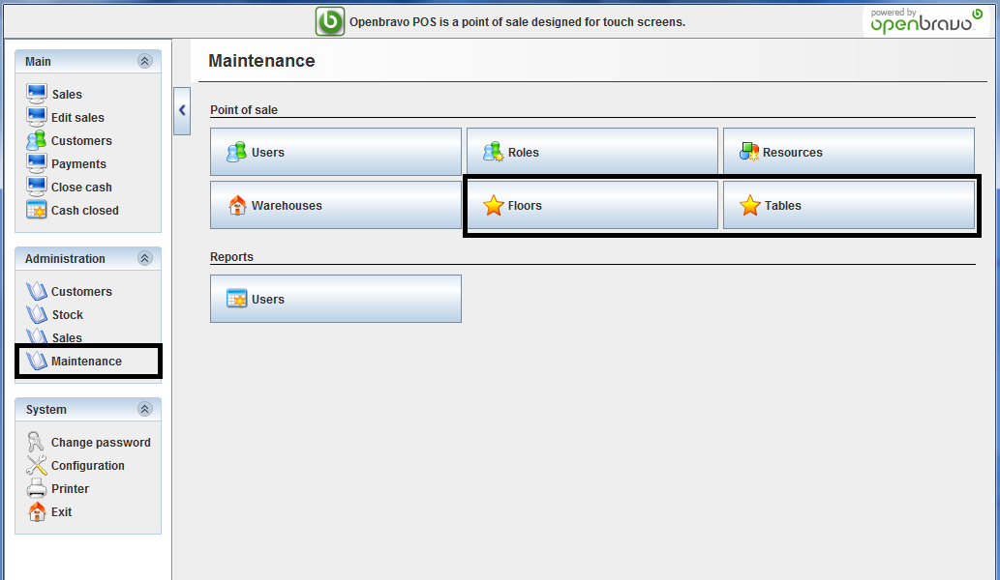 Openbravo POS is a point of sale designed for touch screens.
powered by
openbravo
Main
Sales
Edit sales
Customers
Payments
Close cash
Cash closed
Administration
Customers
Stock
Sales
Maintenance
System
Change password
Configuration
Printer
Exit
Maintenance
Point of sale
Users
Roles
Resources
Warehouses
Floors
Tables
Reports
Users